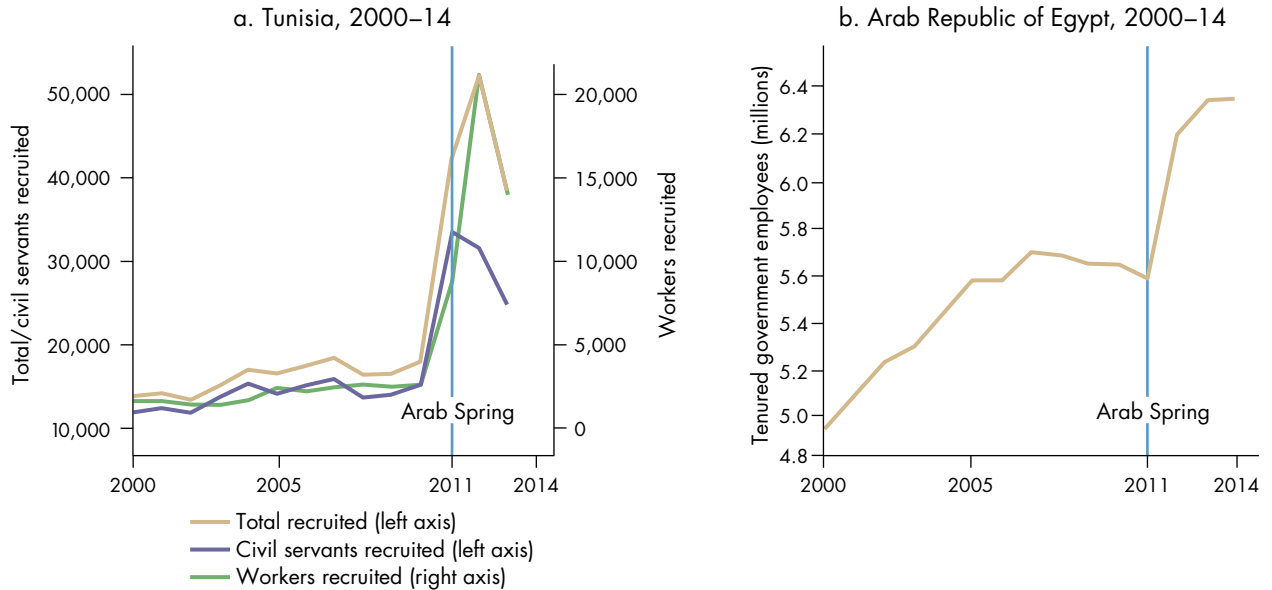 a. Tunisia, 2000–14
50,000
40,000
30,000
20,000
10,000
Total/civil servants recruited
20,000
15,000
10,000
5,000
0
Workers recruited
Arab Spring
2000
2005
2011
2014
Total recruited (left axis)
Civil servants recruited (left axis)
Workers recruited (right axis)
b. Arab Republic of Egypt, 2000–14
Tenured government employees (millions)
6.4
6.2
6.0
5.8
5.6
5.4
5.2
5.0
4.8
Arab Spring
2000
2005
2011
2014